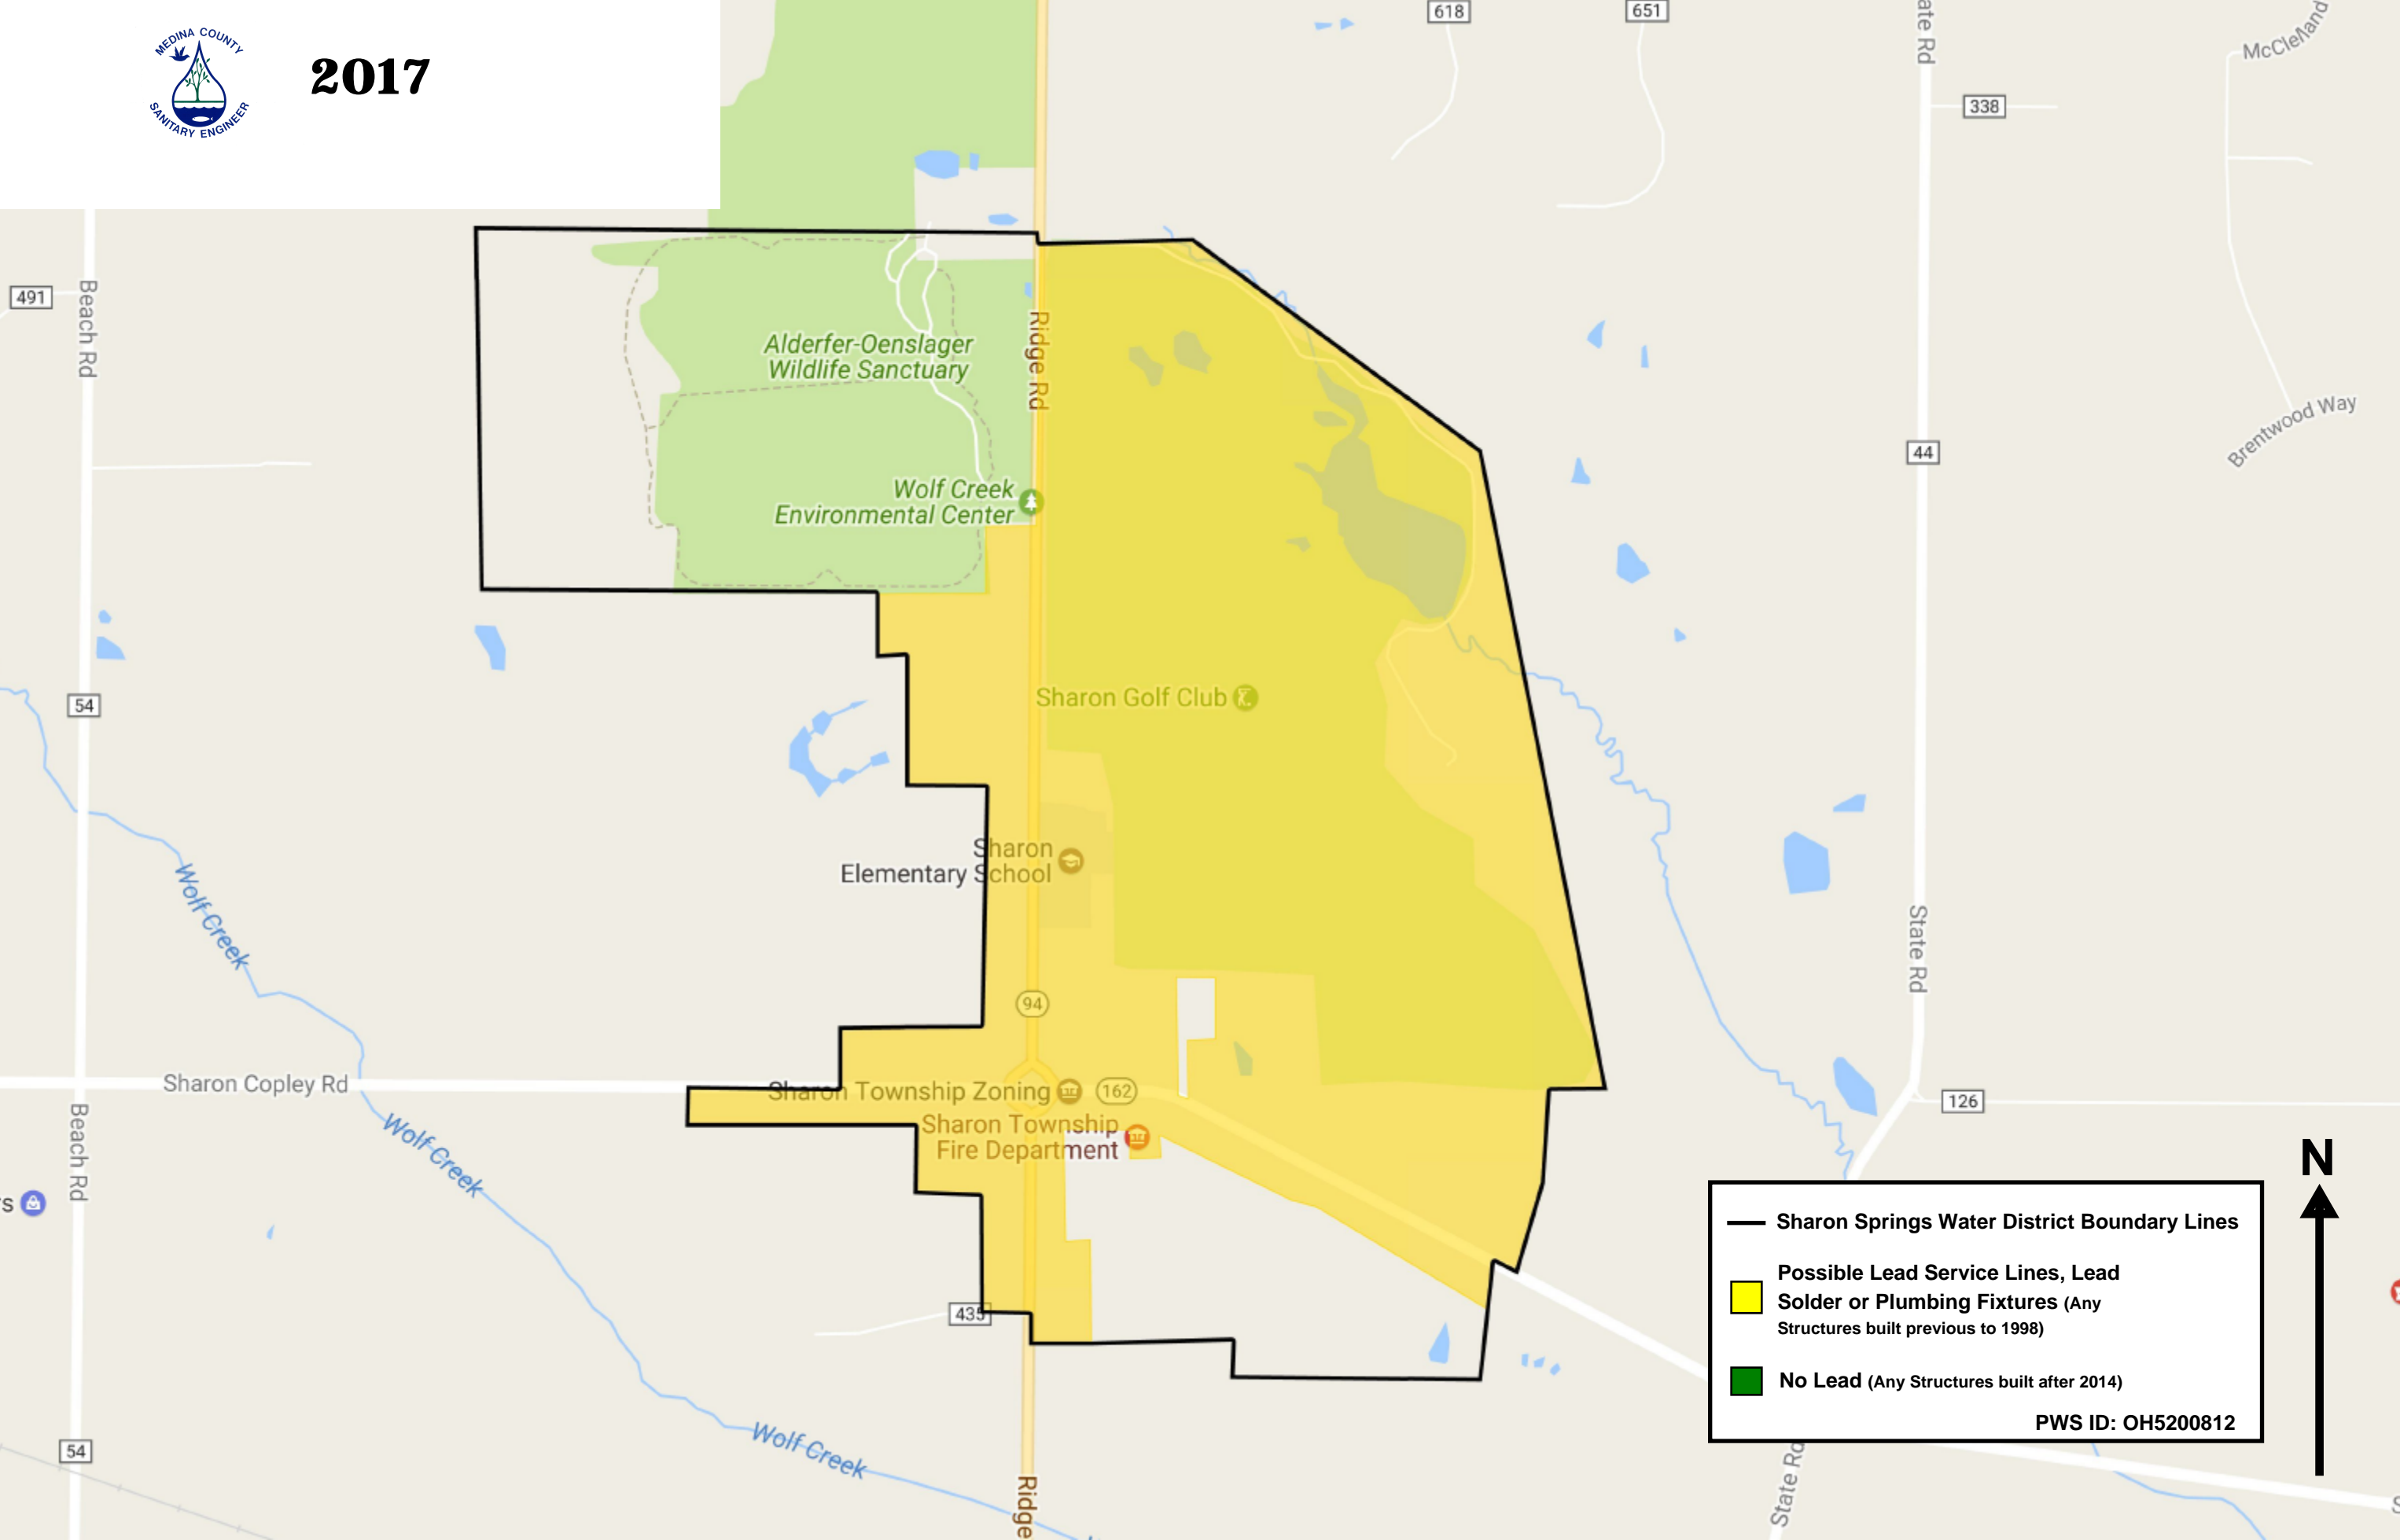 MEDINA COUNTY
SANITARY ENGINEER
2017
618
651
State Rd
McClelland
338
491
Beach Rd
Ridge Rd
Alderfer-Oenslager
Wildlife Sanctuary
44
Brentwood Way
Wolf Creek
Environmental Center
54
Sharon Golf Club
Sharon
Elementary School
Wolf Creek
State Rd
94
Sharon Copley Rd
Sharon Township Zoning
162
126
Beach Rd
Wolf Creek
Sharon Township
Fire Department
N
435
Sharon Springs Water District Boundary Lines
Possible Lead Service Lines, Lead
Solder or Plumbing Fixtures (Any
Structures built previous to 1998)
No Lead (Any Structures built after 2014)
PWS ID: OH5200812
54
Wolf Creek
Ridge
State Rd